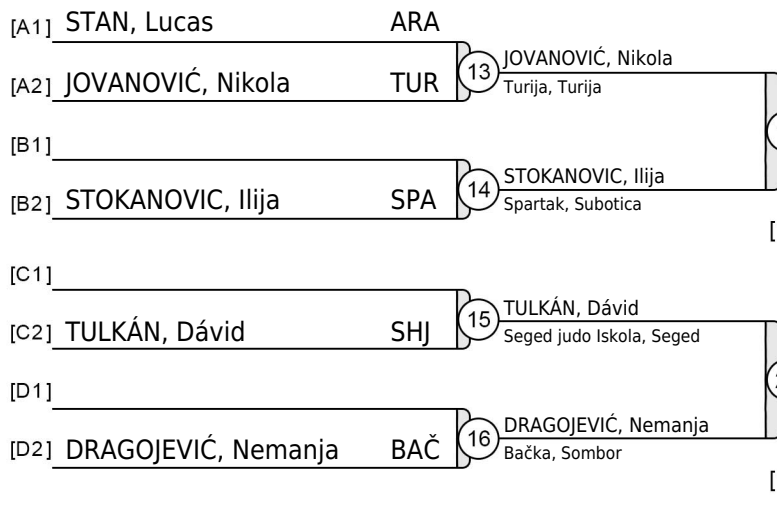 [A1] STAN, Lucas ARA
[A2] JOVANOVIĆ, Nikola TUR
13 JOVANOVIĆ, Nikola
Turija, Turija
[B1]
[B2] STOKANOVIC, Ilija SPA
14 STOKANOVIC, Ilija
Spartak, Subotica
[
[C1]
[C2] TULKÁN, Dávid SHJ
15 TULKÁN, Dávid
Seged judo Iskola, Seged
[D1]
[D2] DRAGOJEVIĆ, Nemanja BAČ
16 DRAGOJEVIĆ, Nemanja
Bačka, Sombor
[